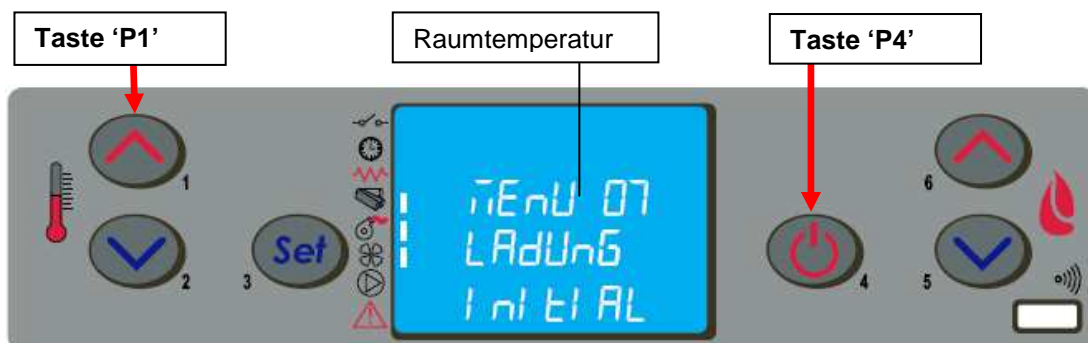 Taste ‘P1’
Raumtemperatur
Taste ‘P4’
1
2
3
Set
MEnU 07
LAdUnG
InItIAL
4
5
6